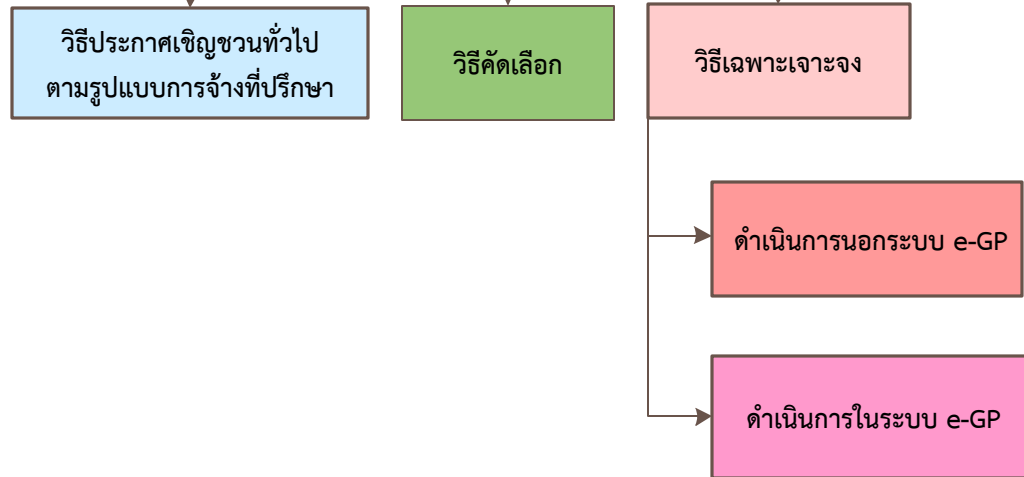 วิธีประกาศเชิญชวนทั่วไป
ตามรูปแบบการจ้างที่ปรึกษา
วิธีคัดเลือก
วิธีเฉพาะเจาะจง
ดำเนินการนอกระบบ e-GP
ดำเนินการในระบบ e-GP